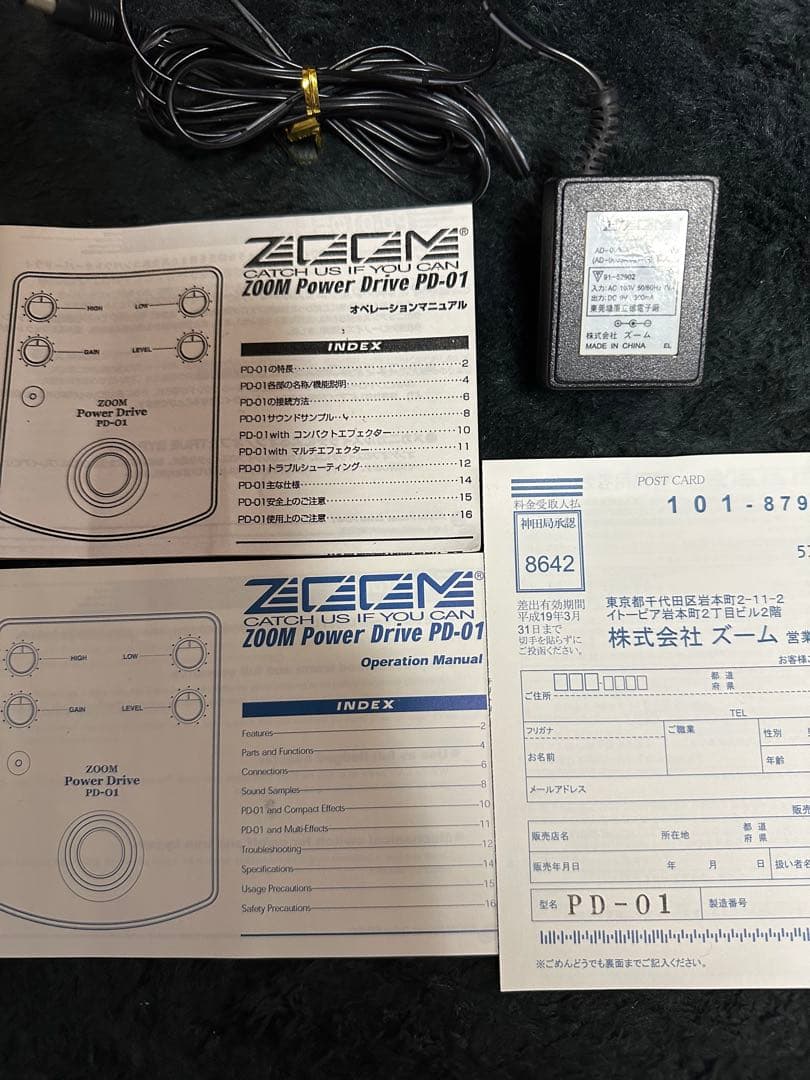 ZOOM®
CATCH US IF YOU CAN
ZOOM Power Drive PD-01
オペレーションマニュアル
INDEX
PD-01の特長 2
PD-01各部の名称/機能説明 4
PD-01の接続方法 6
PD-01サウンドサンプル 8
PD-01with コンパクトエフェクター 10
PD-01with マルチエフェクター 11
PD-01トラブルシューティング 12
PD-01主な仕様 14
PD-01安全上のご注意 15
PD-01使用上のご注意 16
HIGH
LOW
GAIN
LEVEL
ZOOM
Power Drive
PD-01
ZOOM®
CATCH US IF YOU CAN
ZOOM Power Drive PD-01
Operation Manual
INDEX
Features 2
Parts and Functions 4
Connections 6
Sound Samples 8
PD-01 and Compact Effects 10
PD-01 and Multi-Effects 11
Troubleshooting 12
Specifications 14
Usage Precautions 15
Safety Precautions 16
HIGH
LOW
GAIN
LEVEL
ZOOM
Power Drive
PD-01
91-52902
入力: AC 100V 50/60Hz
出力: DC 9V 300mA
株式会社 ズーム
MADE IN CHINA EL
POST CARD
料金受取人払
101-879
神田局承認
8642
差出有効期間
平成19年3月
31日まで
切手を貼らずに
ご投函ください。
東京都千代田区岩本町2-11-2
イトーピア岩本町2丁目ビル2階
株式会社 ズーム 営業
お客様
ご住所
都 道
府 県
TEL
フリガナ
ご職業
性別
お名前
年齢
メールアドレス
販売
販売店名
所在地
都 道
府 県
販売年月日
年 月 日
扱い者名
型名 PD-01
製造番号
※ごめんどうでも裏面までご記入ください。